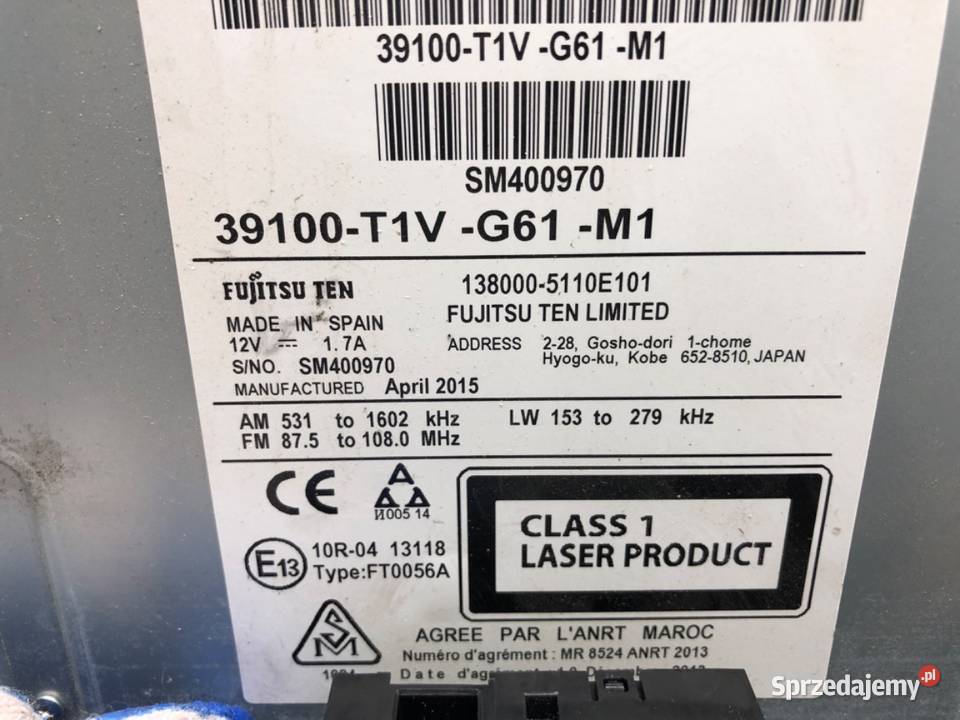 39100-T1V -G61 -M1
SM400970
39100-T1V -G61 -M1
FUJITSU TEN
138000-5110E101
FUJITSU TEN LIMITED
MADE IN SPAIN
12V 1.7A
ADDRESS 2-28, Gosho-dori 1-chome
Hyogo-ku, Kobe 652-8510, JAPAN
S/NO. SM400970
MANUFACTURED April 2015
AM 531 to 1602 kHz LW 153 to 279 kHz
FM 87.5 to 108.0 MHz
CE
И005 14
CLASS 1
LASER PRODUCT
E13
10R-04 13118
Type:FT0056A
SM
AGREE PAR L'ANRT MAROC
Numéro d'agrément : MR 8524 ANRT 2013
Date d'agrément
Sprzedajemy.pl